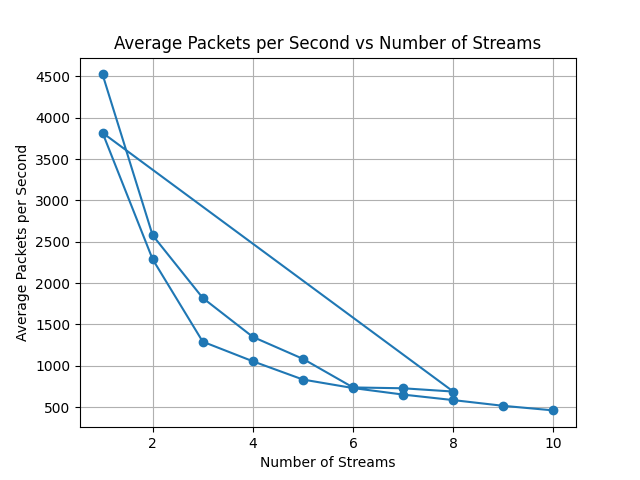 Average Packets per Second vs Number of Streams
Average Packets per Second
4500
4000
3500
3000
2500
2000
1500
1000
500
2 4 6 8 10
Number of Streams